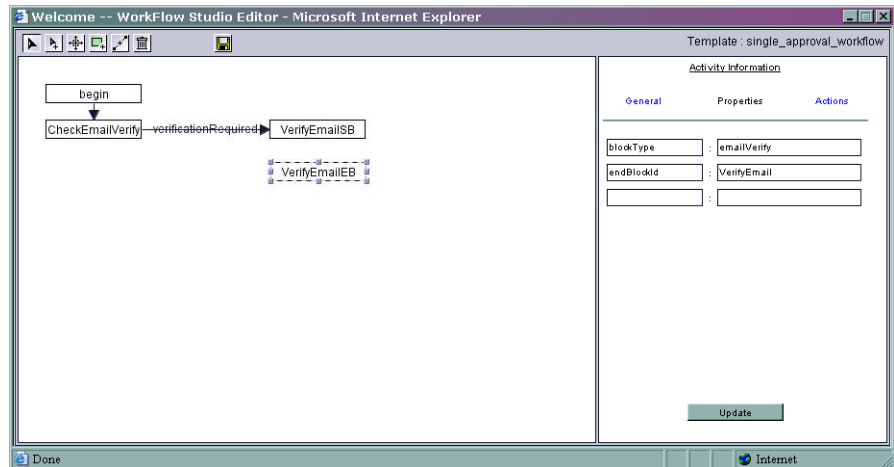 Welcome -- WorkFlow Studio Editor - Microsoft Internet Explorer
Template : single_approval_workflow
begin
CheckEmailVerify
verificationRequired
VerifyEmailSB
VerifyEmailEB
Activity Information
General Properties Actions
blockType : emailVerify
endBlockId : VerifyEmail
:
Update
Done
Internet